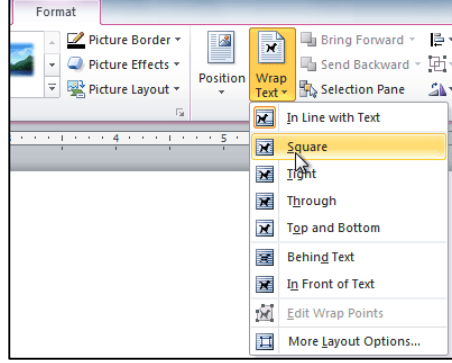 Format
Picture Border
Picture Effects
Picture Layout
Position
Wrap
Text
Bring Forward
Send Backward
Selection Pane
4
5
In Line with Text
Square
Tight
Through
Top and Bottom
Behind Text
In Front of Text
Edit Wrap Points
More Layout Options...